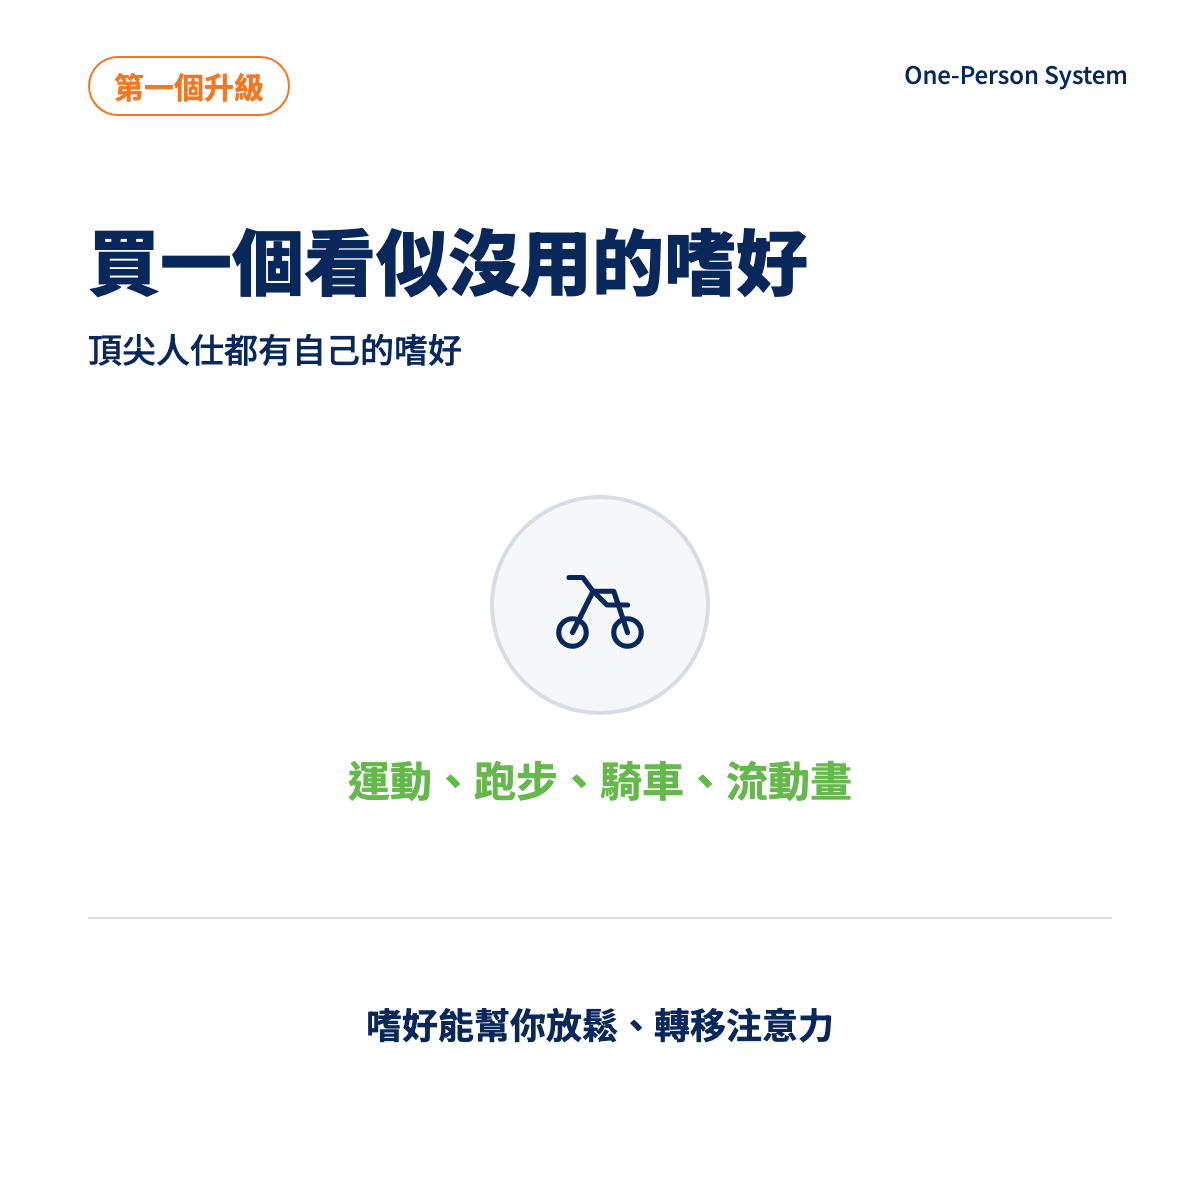 第一個升級
One-Person System
買一個看似沒用的嗜好
頂尖人仕都有自己的嗜好
運動、跑步、騎車、流動畫
嗜好能幫你放鬆、轉移注意力